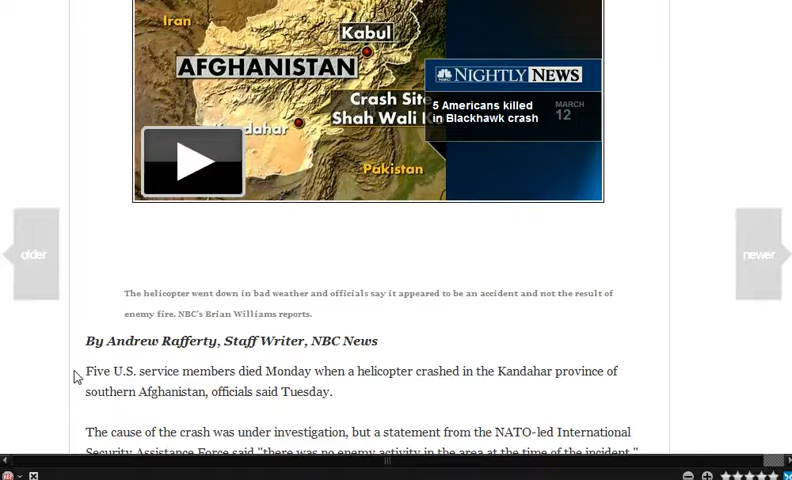 Iran
Kabul
AFGHANISTAN
NIGHTLY NEWS
Crash Site
Shah Wali
5 Americans killed
in Blackhawk crash
MARCH
12
Pakistan
older
newer
The helicopter went down in bad weather and officials say it appeared to be an accident and not the result of
enemy fire. NBC's Brian Williams reports.
By Andrew Rafferty, Staff Writer, NBC News
Five U.S. service members died Monday when a helicopter crashed in the Kandahar province of
southern Afghanistan, officials said Tuesday.
The cause of the crash was under investigation, but a statement from the NATO-led International
Security Assistance Force said "there was no enemy activity in the area at the time of the incident."